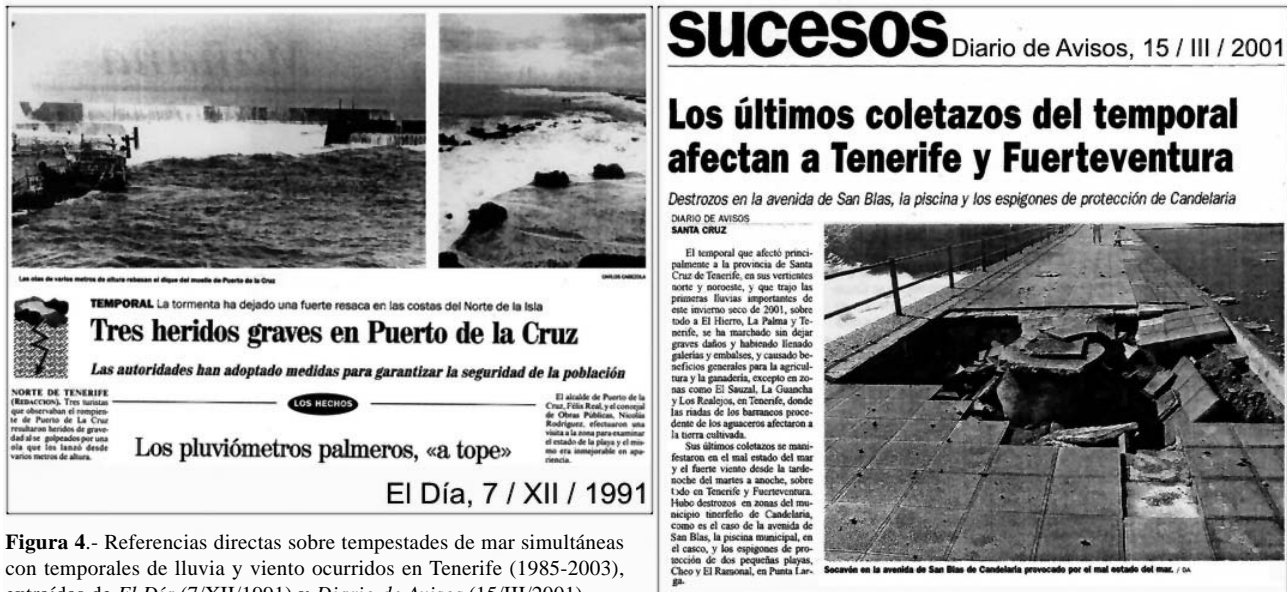 Las olas de varios metros de altura rebasan el dique del muelle de Puerto de la Cruz
CARLOS CABEZOLA
TEMPORAL La tormenta ha dejado una fuerte resaca en las costas del Norte de la Isla
Tres heridos graves en Puerto de la Cruz
Las autoridades han adoptado medidas para garantizar la seguridad de la población
NORTE DE TENERIFE
(REDACCION). Tres turistas
que observaban el rompien-
te de Puerto de La Cruz
resultaron heridos de grave-
dad al se golpeados por una
ola que los lanzó desde
varios metros de altura.
LOS HECHOS
Los pluviómetros palmeros, «a tope»
El alcalde de Puerto de la
Cruz, Félix Real, y el concejal
de Obras Públicas, Nicolás
Rodríguez, efectuaron una
visita a la zona para examinar
el estado de la playa y el mis-
mo era inmejorable en apa-
riencia.
El Día, 7 / XII / 1991
sucesos
Diario de Avisos, 15 / III / 2001
Los últimos coletazos del temporal
afectan a Tenerife y Fuerteventura
Destrozos en la avenida de San Blas, la piscina y los espigones de protección de Candelaria
DIARIO DE AVISOS
SANTA CRUZ
El temporal que afectó princi-
palmente a la provincia de Santa
Cruz de Tenerife, en sus vertientes
norte y noroeste, y que trajo las
primeras lluvias importantes de
este invierno seco de 2001, sobre
todo a El Hierro, La Palma y Te-
nerife, se ha marchado sin dejar
graves daños y habiendo llenado
galerías y embalses, y causado be-
neficios generales para la agricul-
tura y la ganadería, excepto en zo-
nas como El Sauzal, La Guancha
y Los Realejos, en Tenerife, donde
las riadas de los barrancos proce-
dente de los aguaceros afectaron a
la tierra cultivada.
Sus últimos coletazos se mani-
festaron en el mal estado del mar
y el fuerte viento desde la tarde-
noche del martes a anoche, sobre
todo en Tenerife y Fuerteventura.
Hubo destrozos en zonas del mu-
nicipio tinerfeño de Candelaria,
como es el caso de la avenida de
San Blas, la piscina municipal, en
el casco, y los espigones de pro-
tección de dos pequeñas playas,
Cheo y El Ramonal, en Punta Lar-
ga.
Socavón en la avenida de San Blas de Candelaria provocado por el mal estado del mar. / DA
Figura 4.- Referencias directas sobre tempestades de mar simultáneas
con temporales de lluvia y viento ocurridos en Tenerife (1985-2003),
extraídas de El Día (7/XII/1991) y Diario de Avisos (15/III/2001).